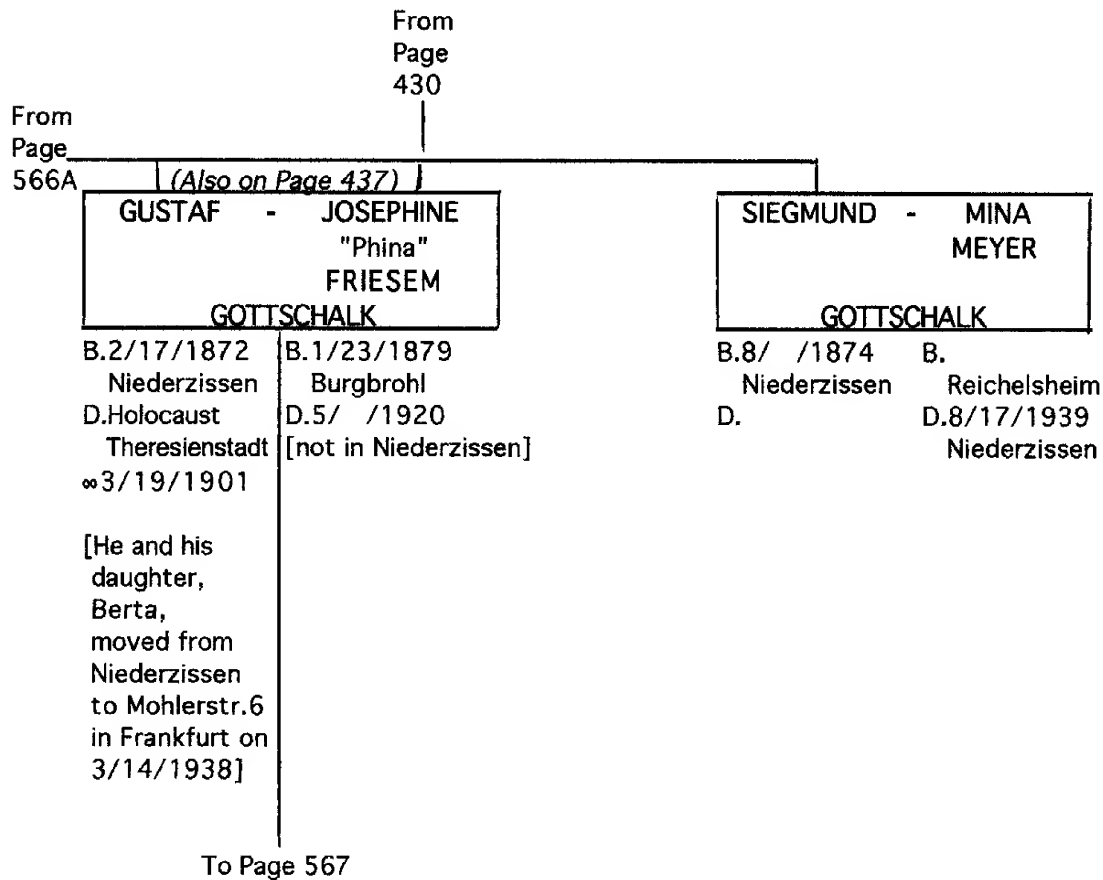 From
Page
430
From
Page
566A
(Also on Page 437)
GUSTAF - JOSEPHINE
"Phina"
FRIESEM
GOTTSCHALK
B.2/17/1872 B.1/23/1879
Niederzissen Burgbrohl
D.Holocaust D.5/ /1920
Theresienstadt [not in Niederzissen]
∞3/19/1901
[He and his
daughter,
Berta,
moved from
Niederzissen
to Mohlerstr.6
in Frankfurt on
3/14/1938]
To Page 567
SIEGMUND - MINA
MEYER
GOTTSCHALK
B.8/ /1874 B.
Niederzissen Reichelsheim
D. D.8/17/1939
Niederzissen